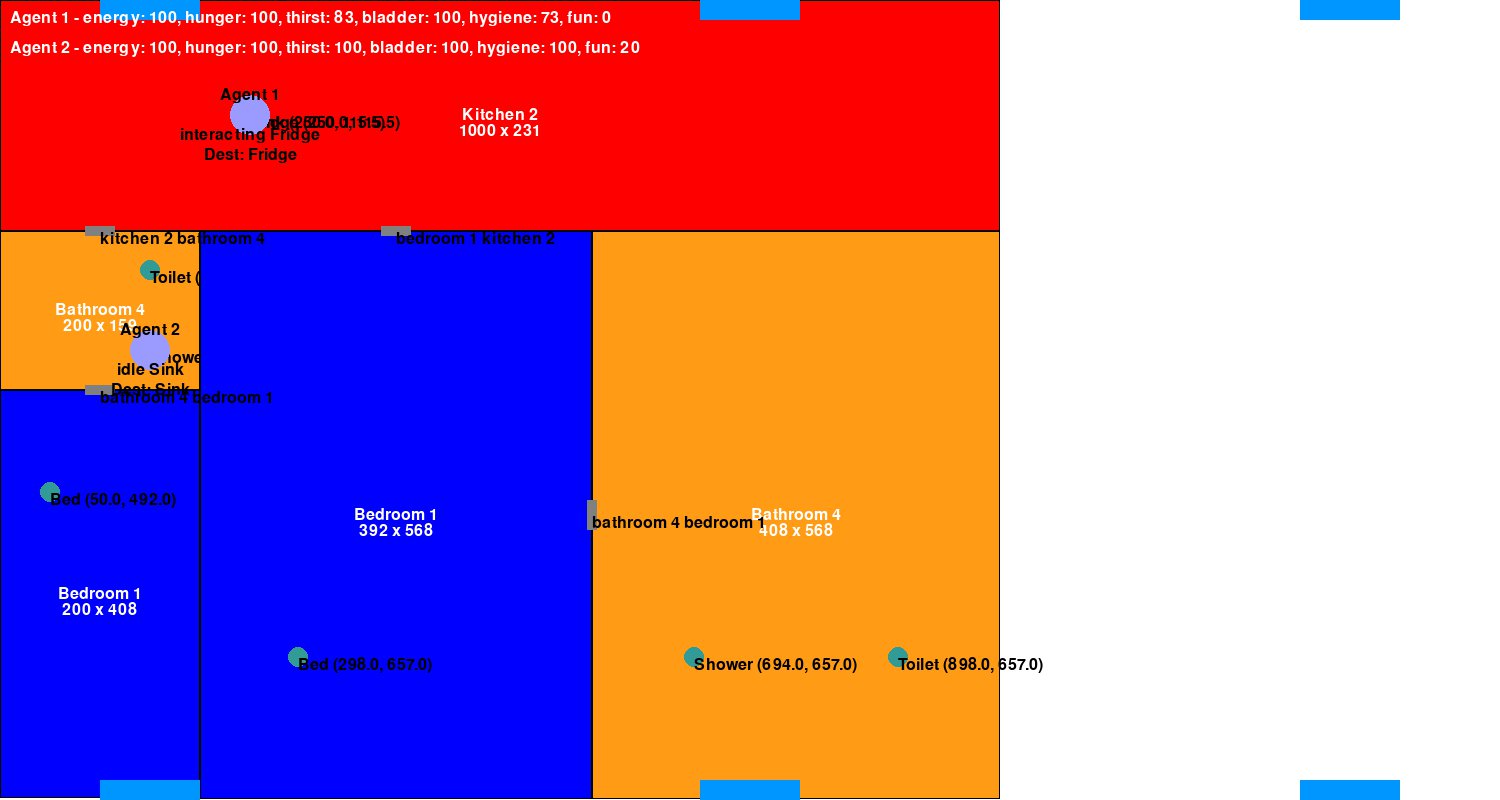 Agent 1 - energy: 100, hunger: 100, thirst: 83, bladder: 100, hygiene: 73, fun: 0
Agent 2 - energy: 100, hunger: 100, thirst: 100, bladder: 100, hygiene: 100, fun: 20
Agent 1
interacting Fridge
Dest: Fridge
Kitchen 2
1000 x 231
kitchen 2 bathroom 4
bedroom 1 kitchen 2
Toilet (
Bathroom 4
200 x 159
Agent 2
idle Sink
Dest: Sink
bathroom 4 bedroom 1
Bed (50.0, 492.0)
Bedroom 1
392 x 568
bathroom 4 bedroom 1
Bathroom 4
408 x 568
Bedroom 1
200 x 408
Bed (298.0, 657.0)
Shower (694.0, 657.0)
Toilet (898.0, 657.0)